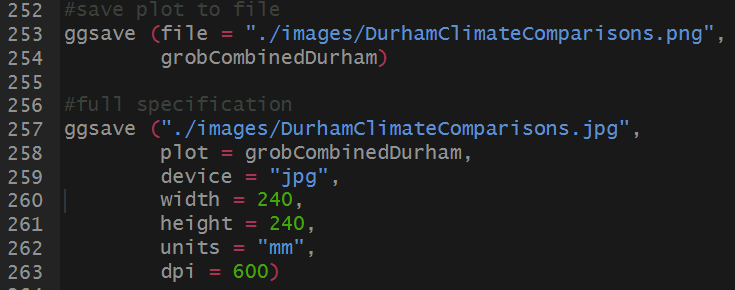 252 #save plot to file
253 ggsave (file = "./images/DurhamClimateComparisons.png",
254 grobCombinedDurham)
255
256 #full specification
257 ggsave ("./images/DurhamClimateComparisons.jpg",
258 plot = grobCombinedDurham,
259 device = "jpg",
260 width = 240,
261 height = 240,
262 units = "mm",
263 dpi = 600)